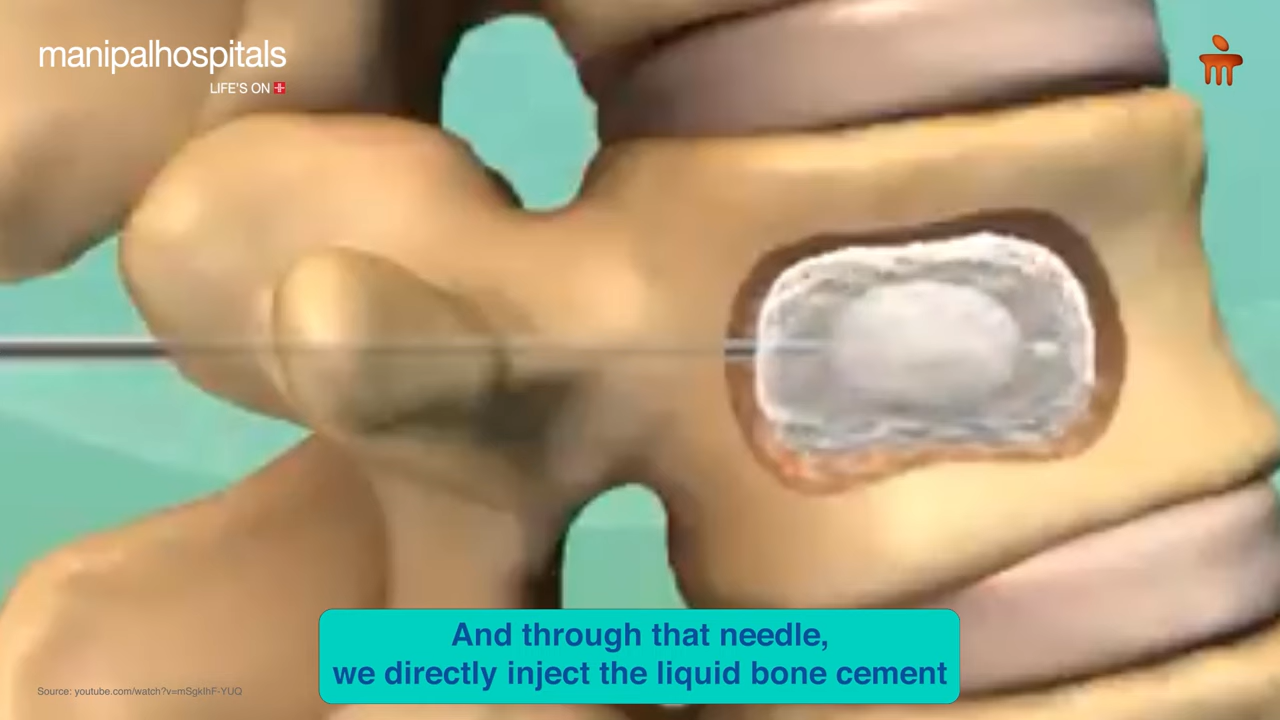 manipalhospitals
LIFE'S ON
And through that needle,
we directly inject the liquid bone cement
Source: youtube.com/watch?v=mSgkIhF-YUQ